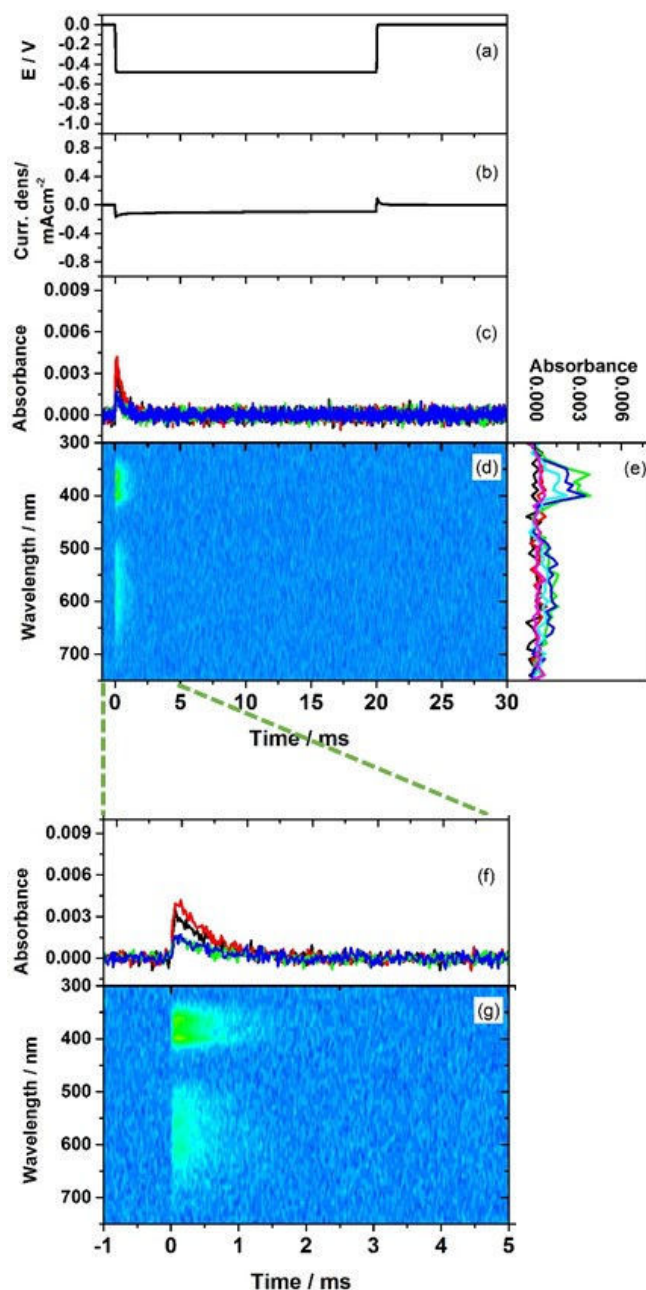 0.0
-0.2
-0.4
-0.6
-0.8
-1.0
E / V
(a)
0.8
0.4
0.0
-0.4
-0.8
Curr. dens/
mAcm-2
(b)
0.009
0.006
0.003
0.000
Absorbance
(c)
Absorbance
0.000
0.003
0.006
300
400
500
600
700
Wavelength / nm
(d)
(e)
0 5 10 15 20 25 30
Time / ms
0.009
0.006
0.003
0.000
Absorbance
(f)
300
400
500
600
700
Wavelength / nm
(g)
-1 0 1 2 3 4 5
Time / ms